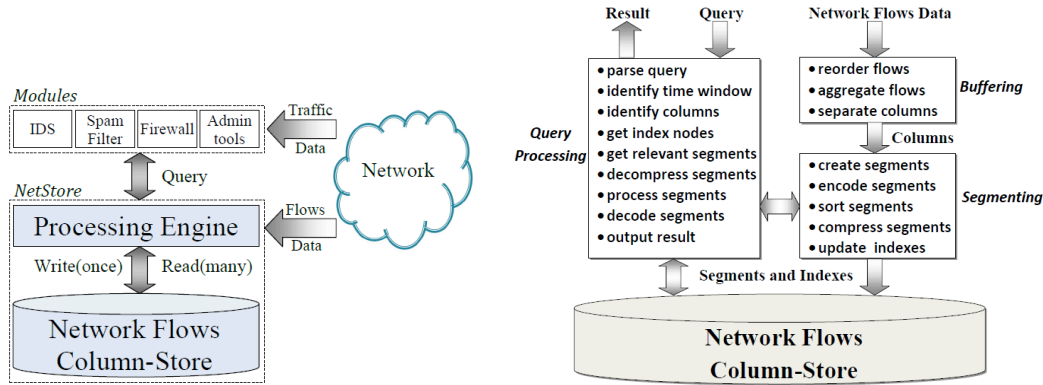 Modules
IDS
Spam
Filter
Firewall
Admin
tools
Traffic
Data
Network
Query
NetStore
Processing Engine
Flows
Data
Write(once)
Read(many)
Network Flows
Column-Store
Result
Query
Network Flows Data
• parse query
• identify time window
• identify columns
• get index nodes
• get relevant segments
• decompress segments
• process segments
• decode segments
• output result
Query
Processing
• reorder flows
• aggregate flows
• separate columns
Buffering
Columns
• create segments
• encode segments
• sort segments
• compress segments
• update indexes
Segmenting
Segments and Indexes
Network Flows
Column-Store